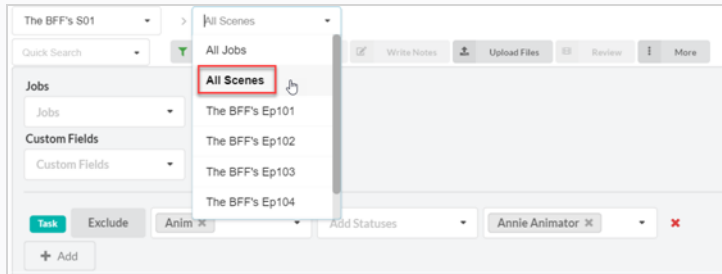 The BFF's S01 > All Scenes
Quick Search Write Notes Upload Files Review More
All Jobs
All Scenes
The BFF's Ep101
The BFF's Ep102
The BFF's Ep103
The BFF's Ep104
Jobs
Jobs
Custom Fields
Custom Fields
Task Exclude Anim × Add Statuses Annie Animator × ×
+ Add